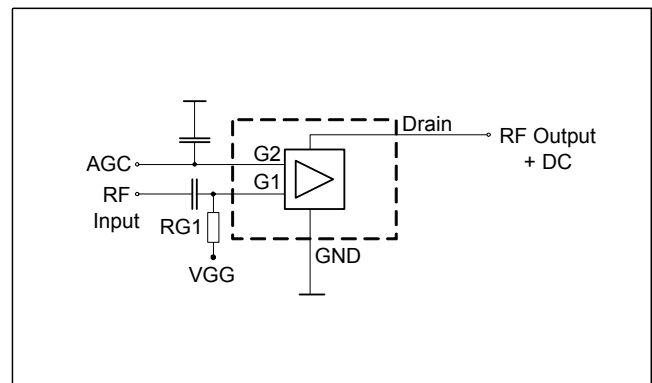 Drain
RF Output
+ DC
AGC
G2
RF
Input
G1
RG1
VGG
GND